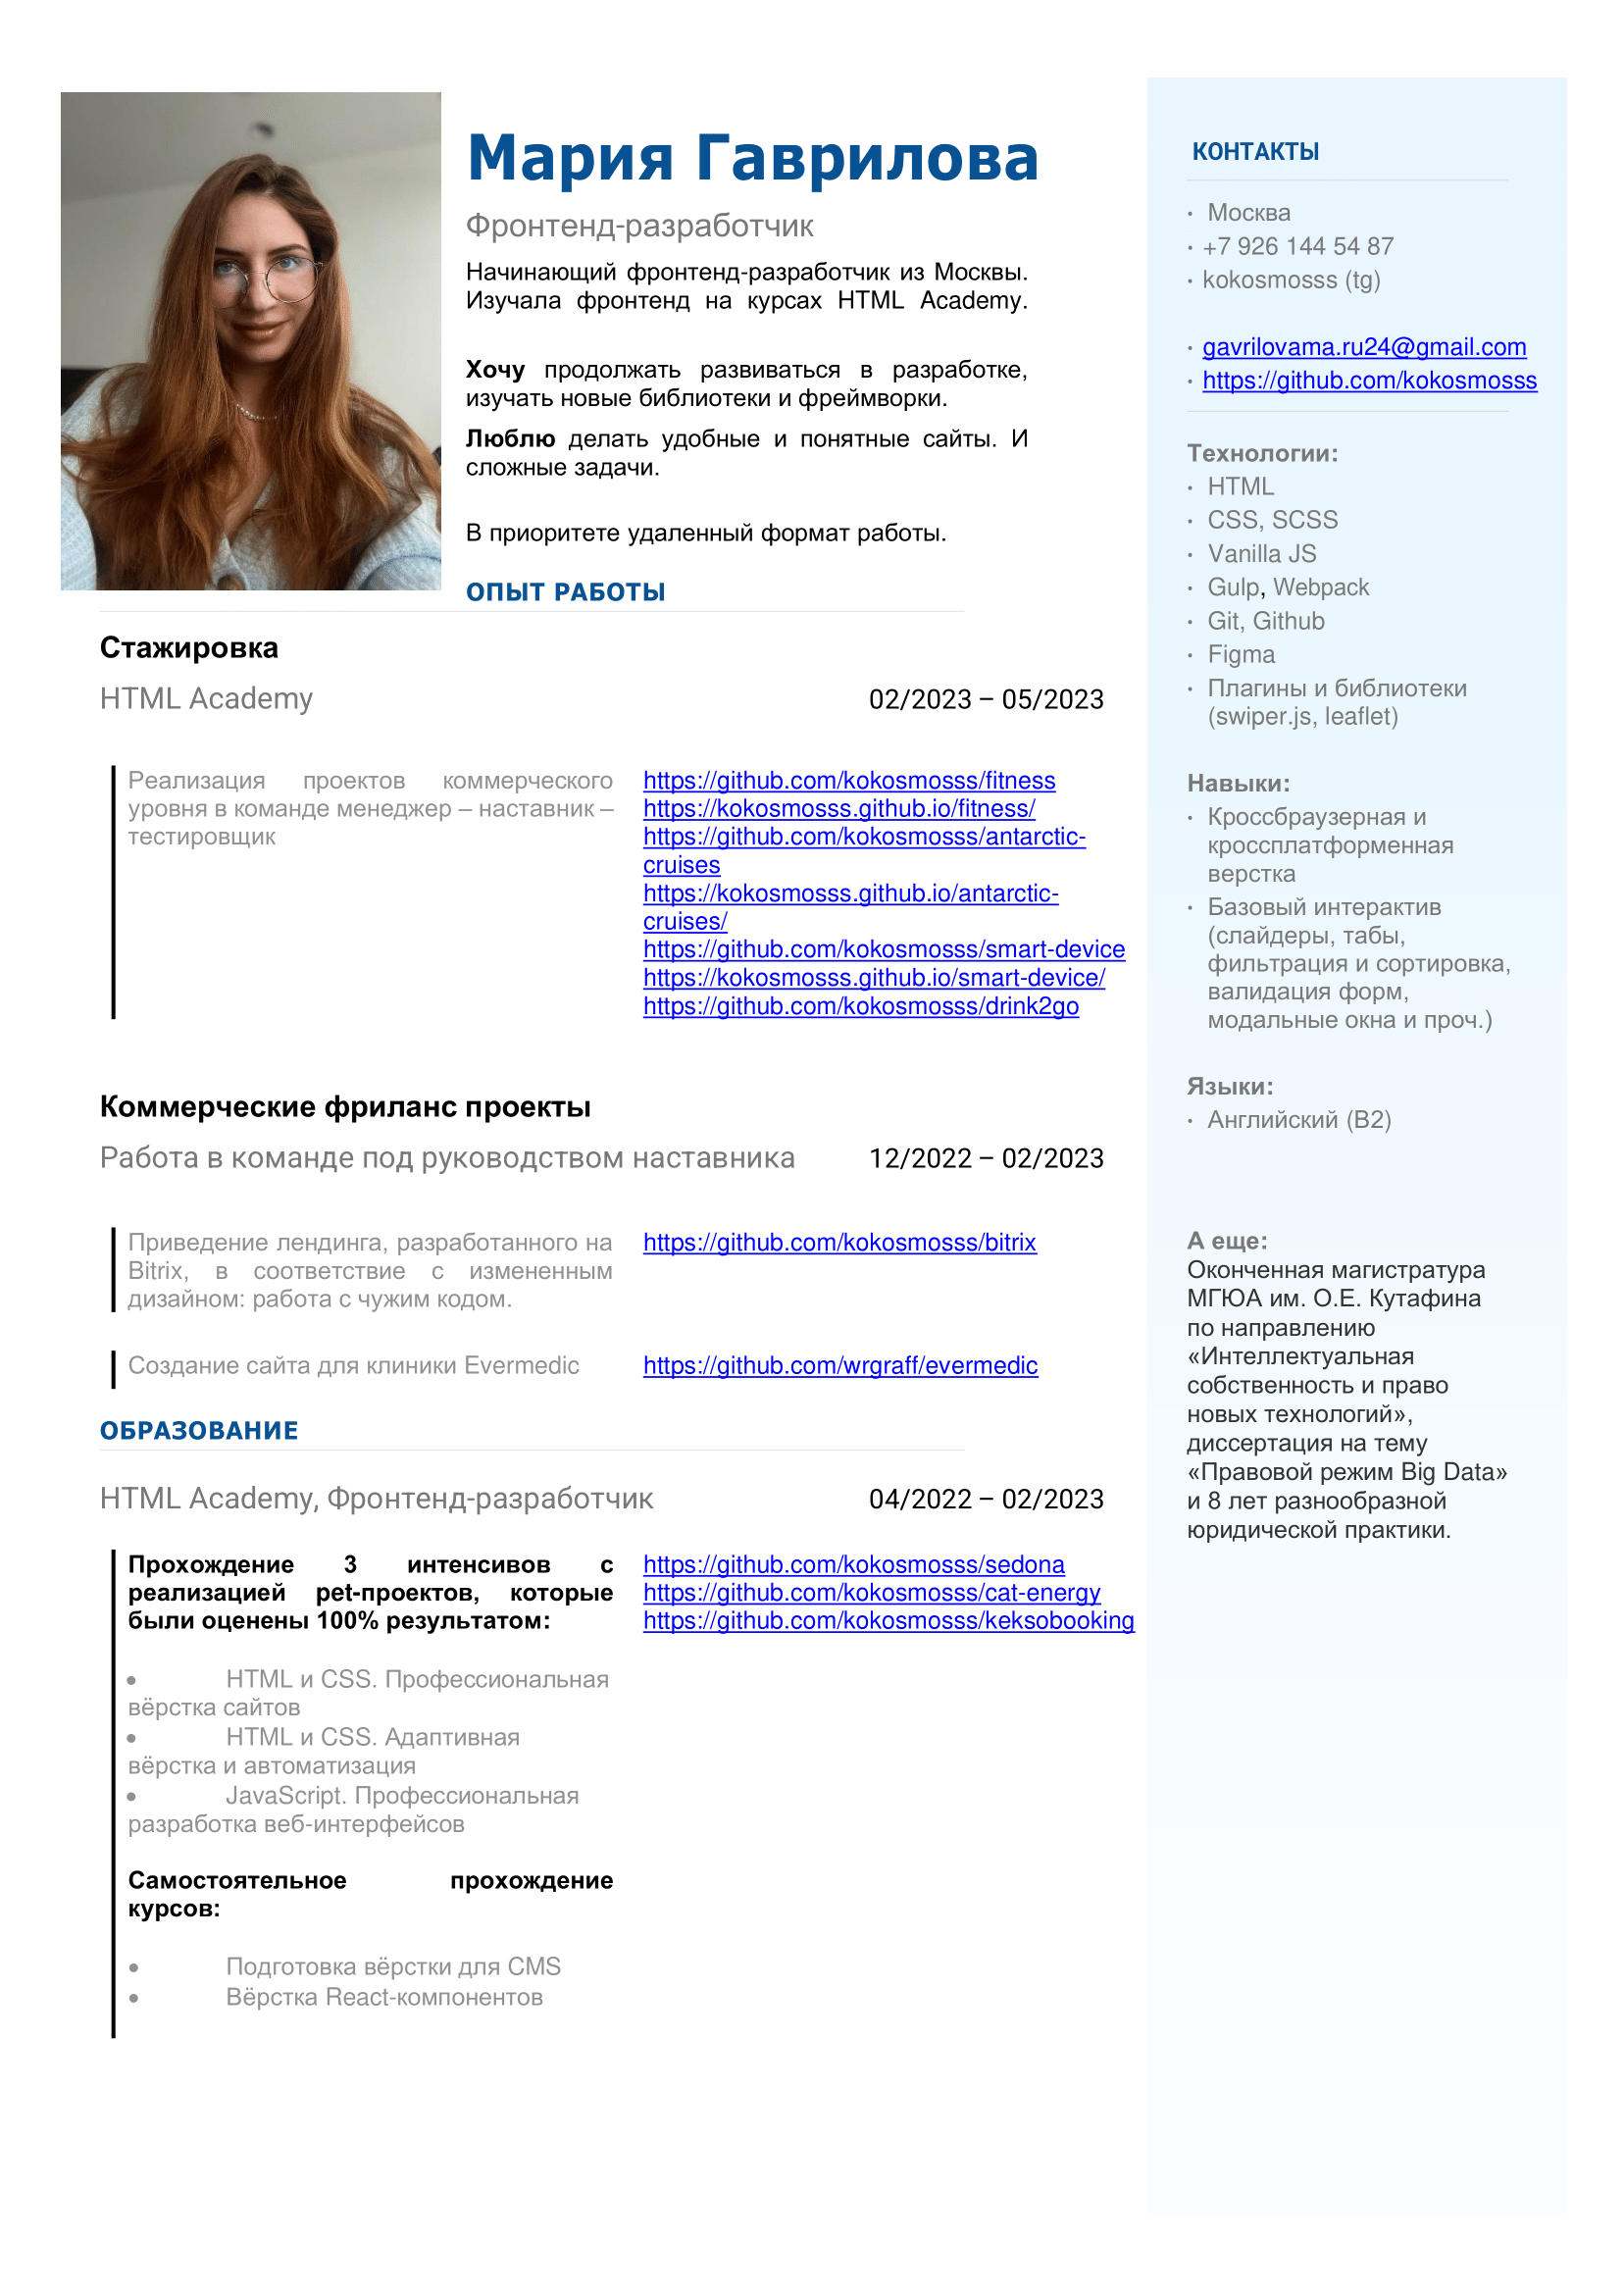 Мария Гаврилова
Фронтенд-разработчик
Начинающий фронтенд-разработчик из Москвы.
Изучала фронтенд на курсах HTML Academy.
Хочу продолжать развиваться в разработке,
изучать новые библиотеки и фреймворки.
Люблю делать удобные и понятные сайты. И
сложные задачи.
В приоритете удаленный формат работы.
ОПЫТ РАБОТЫ
Стажировка
HTML Academy 02/2023 – 05/2023
Реализация проектов коммерческого
уровня в команде менеджер – наставник –
тестировщик
https://github.com/kokosmosss/fitness
https://kokosmosss.github.io/fitness/
https://github.com/kokosmosss/antarctic-
cruises
https://kokosmosss.github.io/antarctic-
cruises/
https://github.com/kokosmosss/smart-device
https://kokosmosss.github.io/smart-device/
https://github.com/kokosmosss/drink2go
Коммерческие фриланс проекты
Работа в команде под руководством наставника 12/2022 – 02/2023
Приведение лендинга, разработанного на
Bitrix, в соответствие с измененным
дизайном: работа с чужим кодом.
https://github.com/kokosmosss/bitrix
Создание сайта для клиники Evermedic
https://github.com/wrgraff/evermedic
ОБРАЗОВАНИЕ
HTML Academy, Фронтенд-разработчик 04/2022 – 02/2023
Прохождение 3 интенсивов с
реализацией pet-проектов, которые
были оценены 100% результатом:
https://github.com/kokosmosss/sedona
https://github.com/kokosmosss/cat-energy
https://github.com/kokosmosss/keksobooking
• HTML и CSS. Профессиональная
вёрстка сайтов
• HTML и CSS. Адаптивная
вёрстка и автоматизация
• JavaScript. Профессиональная
разработка веб-интерфейсов
Самостоятельное прохождение
курсов:
• Подготовка вёрстки для CMS
• Вёрстка React-компонентов
КОНТАКТЫ
• Москва
• +7 926 144 54 87
• kokosmosss (tg)
• gavrilovama.ru24@gmail.com
• https://github.com/kokosmosss
Технологии:
• HTML
• CSS, SCSS
• Vanilla JS
• Gulp, Webpack
• Git, Github
• Figma
• Плагины и библиотеки
(swiper.js, leaflet)
Навыки:
• Кроссбраузерная и
кроссплатформенная
верстка
• Базовый интерактив
(слайдеры, табы,
фильтрация и сортировка,
валидация форм,
модальные окна и проч.)
Языки:
• Английский (B2)
А еще:
Оконченная магистратура
МГЮА им. О.Е. Кутафина
по направлению
«Интеллектуальная
собственность и право
новых технологий»,
диссертация на тему
«Правовой режим Big Data»
и 8 лет разнообразной
юридической практики.